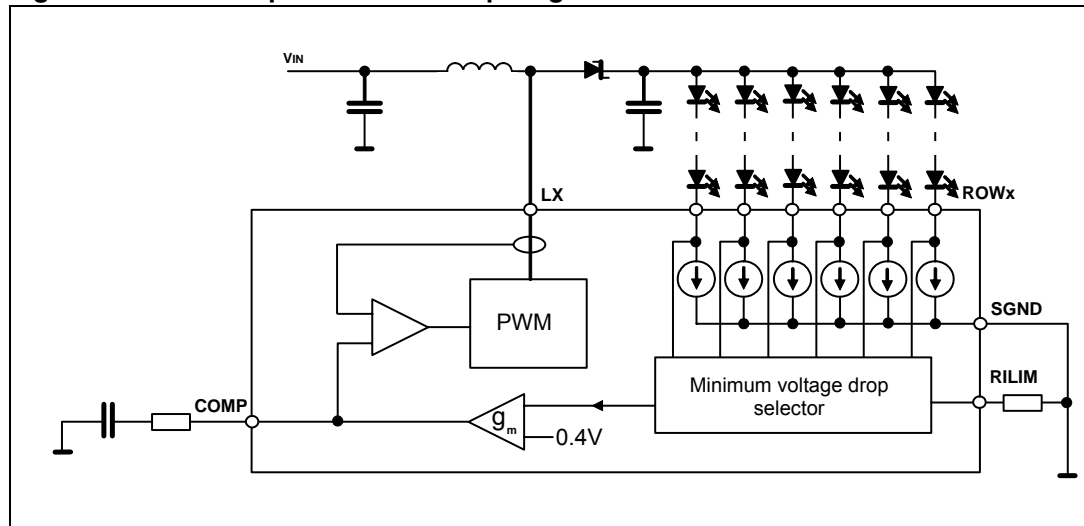 VIN
LX
ROWx
PWM
SGND
Minimum voltage drop
selector
RILIM
COMP
gm
0.4V